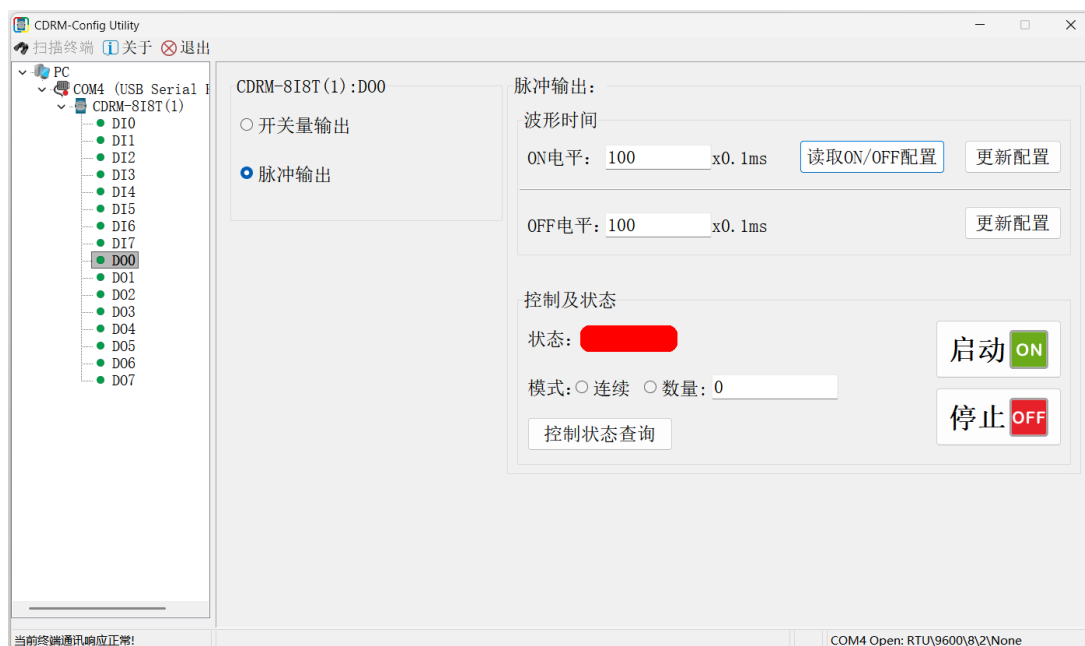 CDRM-Config Utility
扫描终端 关于 退出
PC
COM4 (USB Serial
CDRM-8I8T(1)
DI0
DI1
DI2
DI3
DI4
DI5
DI6
DI7
DO0
DO1
DO2
DO3
DO4
DO5
DO6
DO7
CDRM-8I8T(1):DO0
开关量输出
脉冲输出
脉冲输出:
波形时间
ON电平: 100 x0.1ms 读取ON/OFF配置 更新配置
OFF电平: 100 x0.1ms 更新配置
控制及状态
状态:
启动 ON
模式: 连续 数量: 0
停止 OFF
控制状态查询
当前终端通讯响应正常!
COM4 Open: RTU\9600\8\2\None